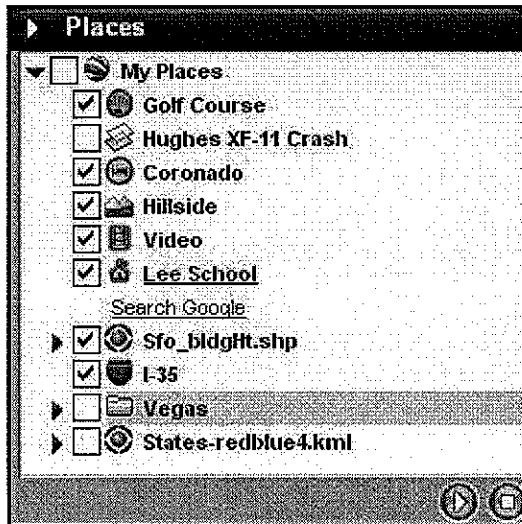 Places
My Places
Golf Course
Hughes XF-11 Crash
Coronado
Hillside
Video
Lee School
Search Google
Sfo_bldgHt.shp
I-35
Vegas
States-redblue4.kml